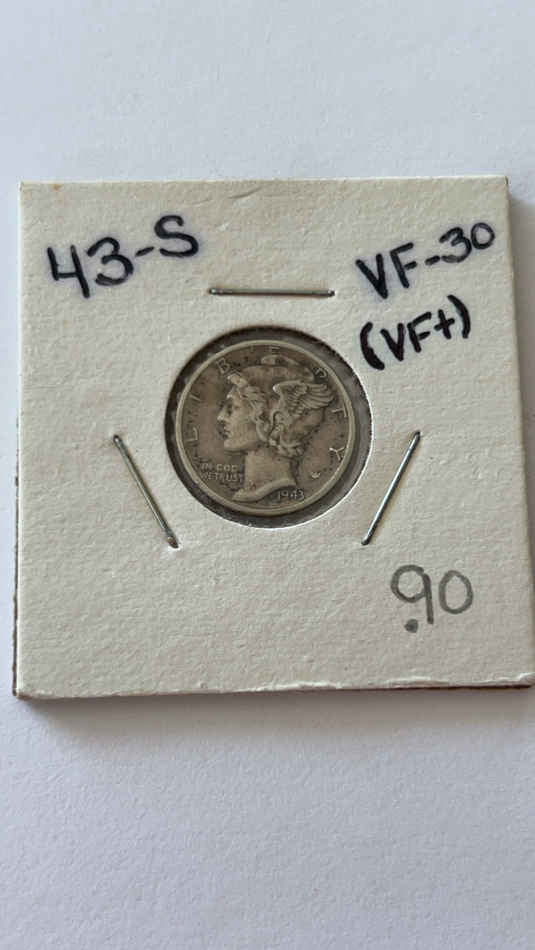 43-S
VF-30
(VF+)
LIBERTY
IN GOD
WE TRUST
1943
.90